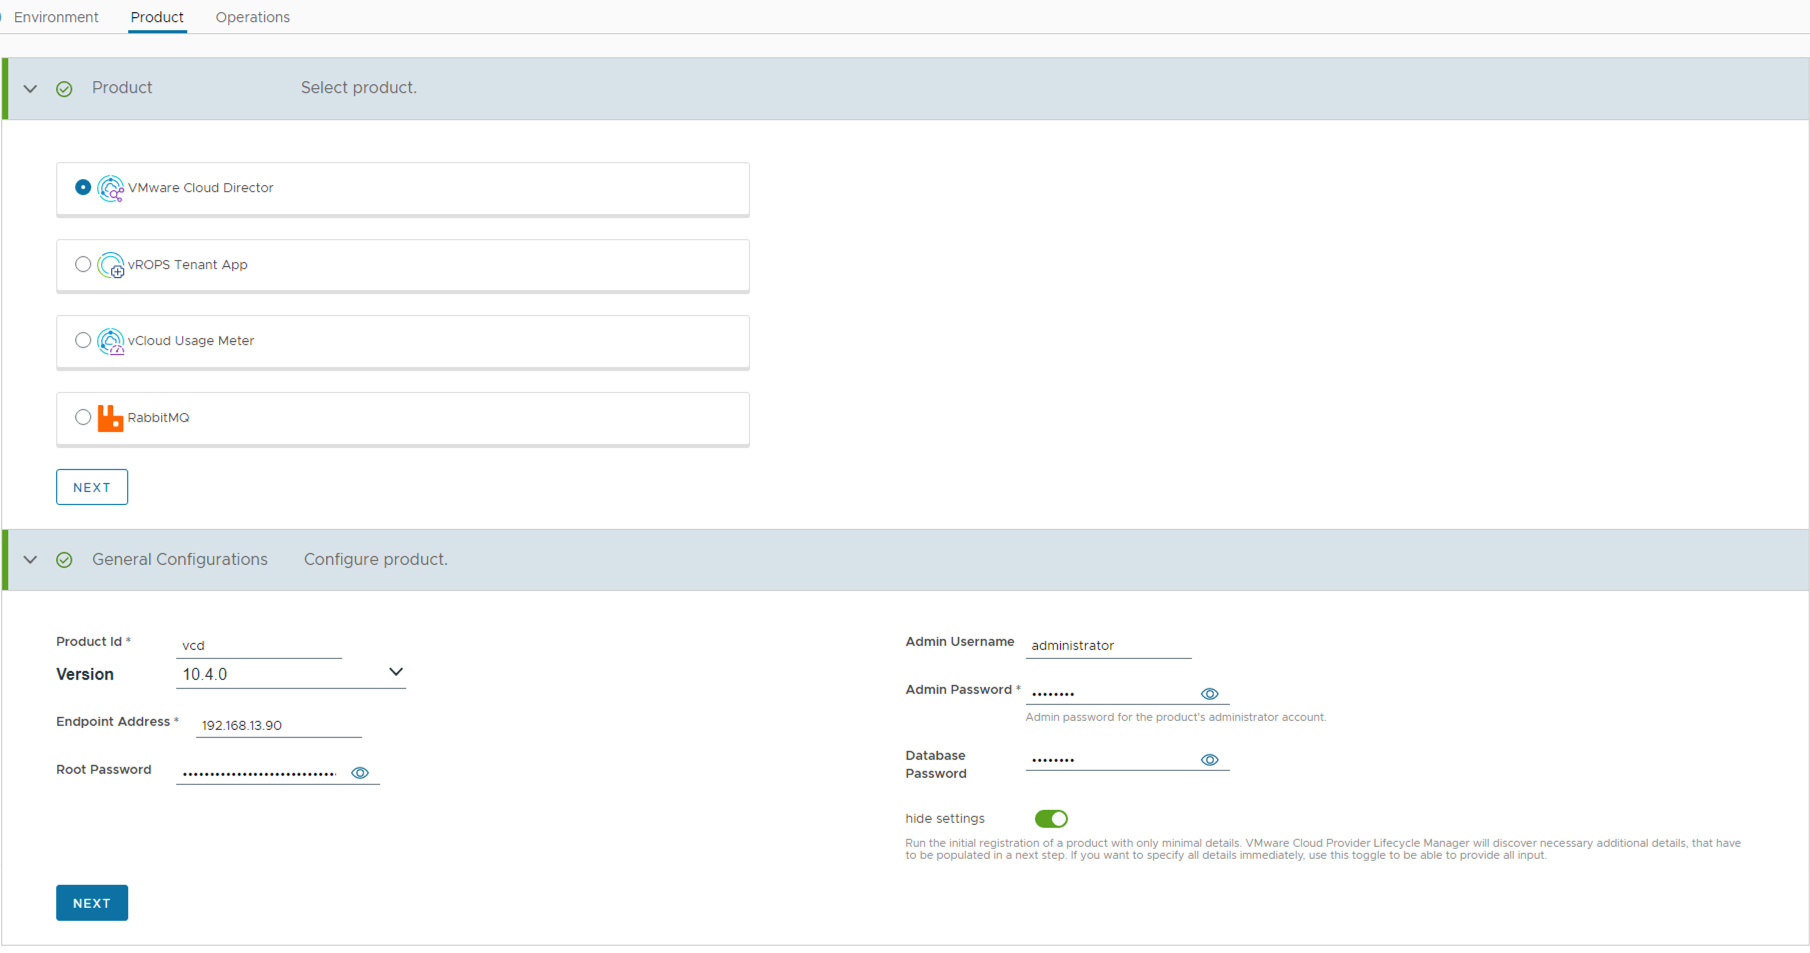 Environment Product Operations
Product Select product.
VMware Cloud Director
vROPS Tenant App
vCloud Usage Meter
RabbitMQ
NEXT
General Configurations Configure product.
Product Id * vcd
Version 10.4.0
Endpoint Address * 192.168.13.90
Root Password ••••••••••••••••••••••••••••
Admin Username administrator
Admin Password * ••••••••
Admin password for the product's administrator account.
Database
Password ••••••••
hide settings
Run the initial registration of a product with only minimal details. VMware Cloud Provider Lifecycle Manager will discover necessary additional details, that have
to be populated in a next step. If you want to specify all details immediately, use this toggle to be able to provide all input.
NEXT